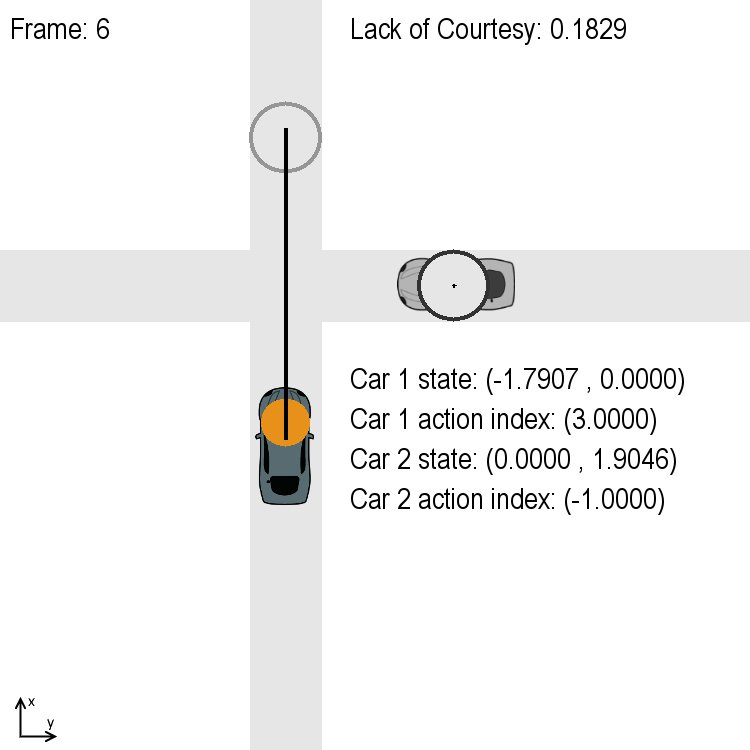 Frame: 6
Lack of Courtesy: 0.1829
Car 1 state: (-1.7907 , 0.0000)
Car 1 action index: (3.0000)
Car 2 state: (0.0000 , 1.9046)
Car 2 action index: (-1.0000)
x
y